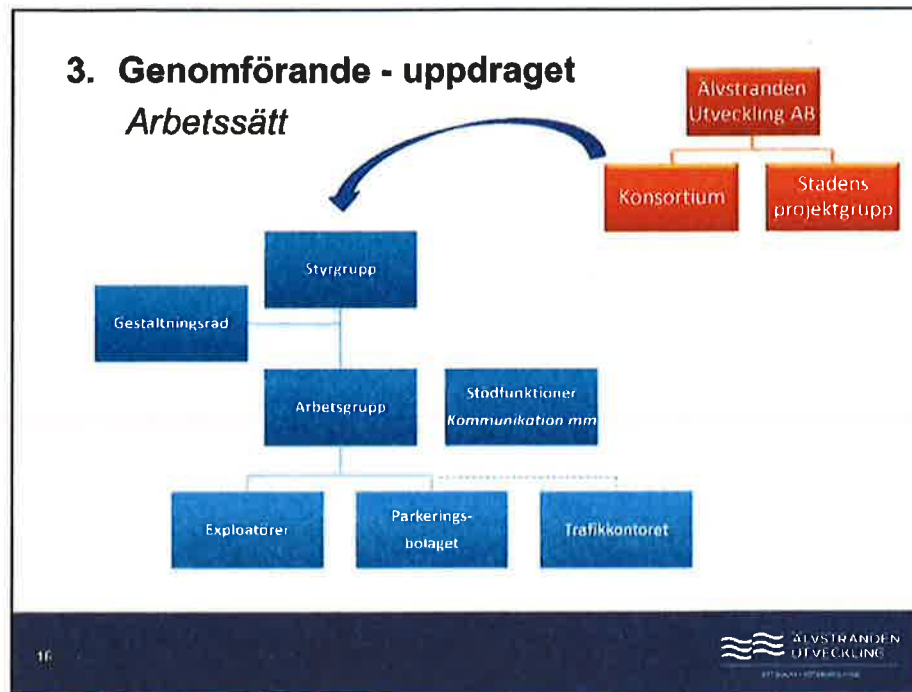 3. Genomförande - uppdraget
Arbetssätt
Älvstranden
Utveckling AB
Konsortium
Stadens
projektgrupp
Styrgrupp
Gestaltningsråd
Arbetsgrupp
Stödfunktioner
Kommunikation mm
Exploatörer
Parkerings-
bolaget
Trafikkontoret
ÄLVSTRANDEN
UTVECKLING